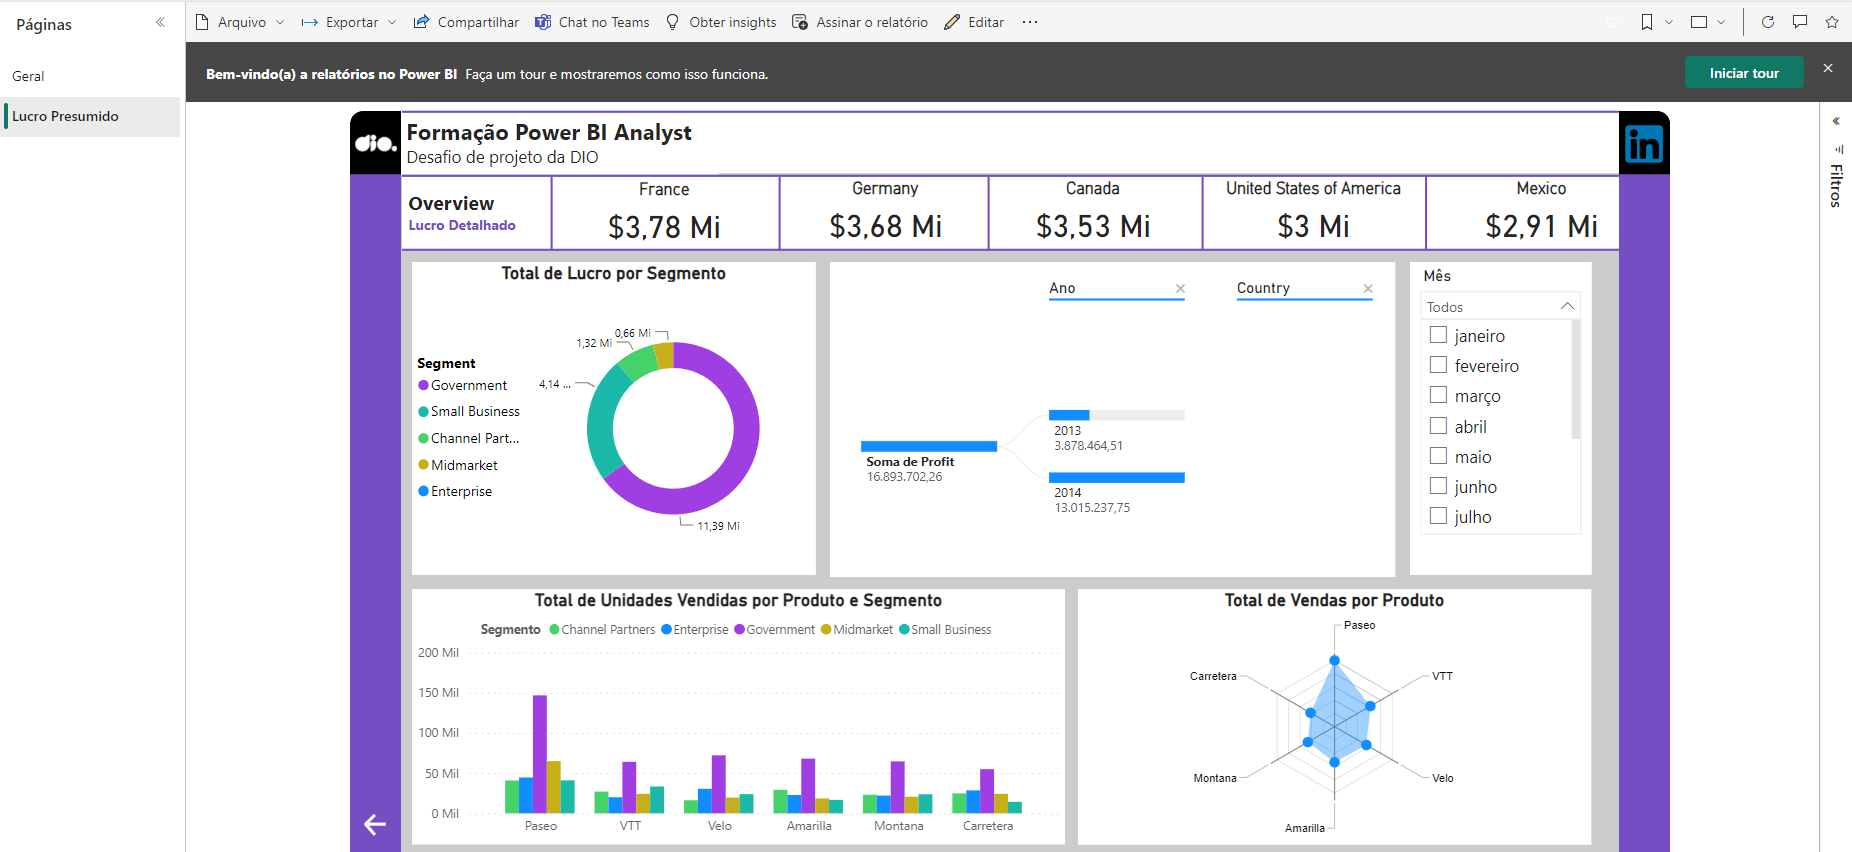 Páginas
Geral
Lucro Presumido
Arquivo
Exportar
Compartilhar
Chat no Teams
Obter insights
Assinar o relatório
Editar
Bem-vindo(a) a relatórios no Power BI Faça um tour e mostraremos como isso funciona.
Iniciar tour
Filtros
dio.
Formação Power BI Analyst
Desafio de projeto da DIO
in
Overview
Lucro Detalhado
France
$3,78 Mi
Germany
$3,68 Mi
Canada
$3,53 Mi
United States of America
$3 Mi
Mexico
$2,91 Mi
Total de Lucro por Segmento
Segment
Government
Small Business
Channel Part...
Midmarket
Enterprise
0,66 Mi
1,32 Mi
4,14 ...
11,39 Mi
Ano
Country
Soma de Profit
16.893.702,26
2013
3.878.464,51
2014
13.015.237,75
Mês
Todos
janeiro
fevereiro
março
abril
maio
junho
julho
Total de Unidades Vendidas por Produto e Segmento
Segmento Channel Partners Enterprise Government Midmarket Small Business
200 Mil
150 Mil
100 Mil
50 Mil
0 Mil
Paseo VTT Velo Amarilla Montana Carretera
Total de Vendas por Produto
Paseo
VTT
Velo
Amarilla
Montana
Carretera